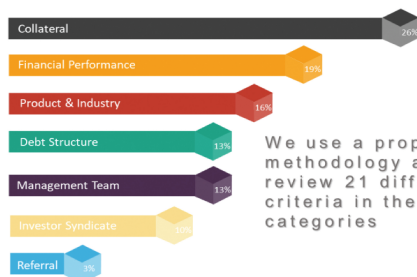 Collateral
26%
Financial Performance
19%
Product & Industry
16%
Debt Structure
13%
Management Team
13%
Investor Syndicate
10%
Referral
3%
We use a prop
methodology a
review 21 diff
criteria in the
categories